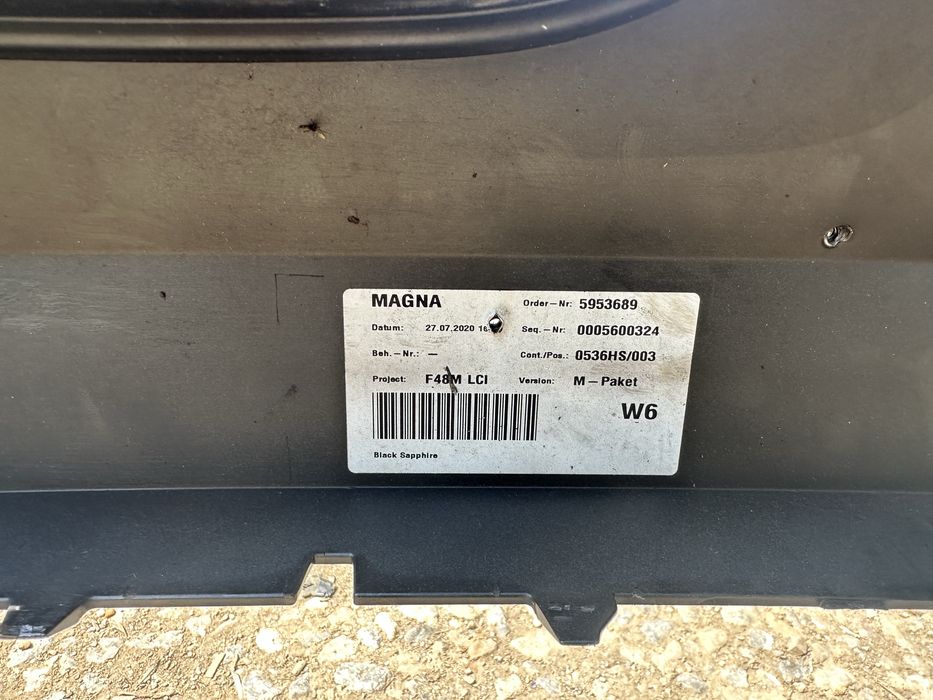 MAGNA Order-Nr: 5953689
Datum: 27.07.2020 Seq.-Nr: 0005600324
Beh.-Nr.: — Cont./Pos.: 0536HS/003
Project: F48M LCI Version: M-Paket
W6
Black Sapphire